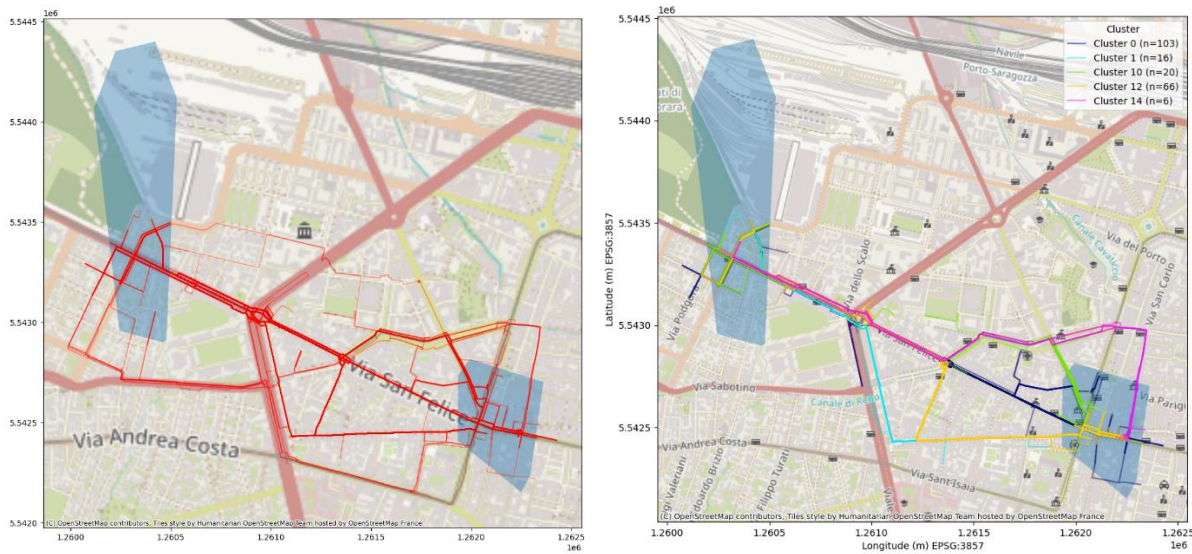 1e6
5.5445
5.5440
5.5435
5.5430
5.5425
5.5420
Via San Felice
Via Andrea Costa
(C) OpenStreetMap contributors, Tiles style by Humanitarian OpenStreetMap Team hosted by OpenStreetMap France
1.2600
1.2605
1.2610
1.2615
1.2620
1.2625
1e6
1e6
5.5445
5.5440
5.5435
5.5430
5.5425
Latitude (m) EPSG:3857
Cluster
Cluster 0 (n=103)
Cluster 1 (n=16)
Cluster 10 (n=20)
Cluster 12 (n=66)
Cluster 14 (n=6)
Navile
Porto-Saragozza
Canale Cavaticcio
Via del Porto
Via San Carlo
Via dello Scalo
Via San Felice
Via Sabotino
Canale di Reno
Via Parigi
Via Andrea Costa
Via Sant'Isaia
Filippo Turati
Viale
(C) OpenStreetMap contributors, Tiles style by Humanitarian OpenStreetMap Team hosted by OpenStreetMap France
1.2600
1.2605
1.2610
1.2615
1.2620
1.2625
Longitude (m) EPSG:3857
1e6